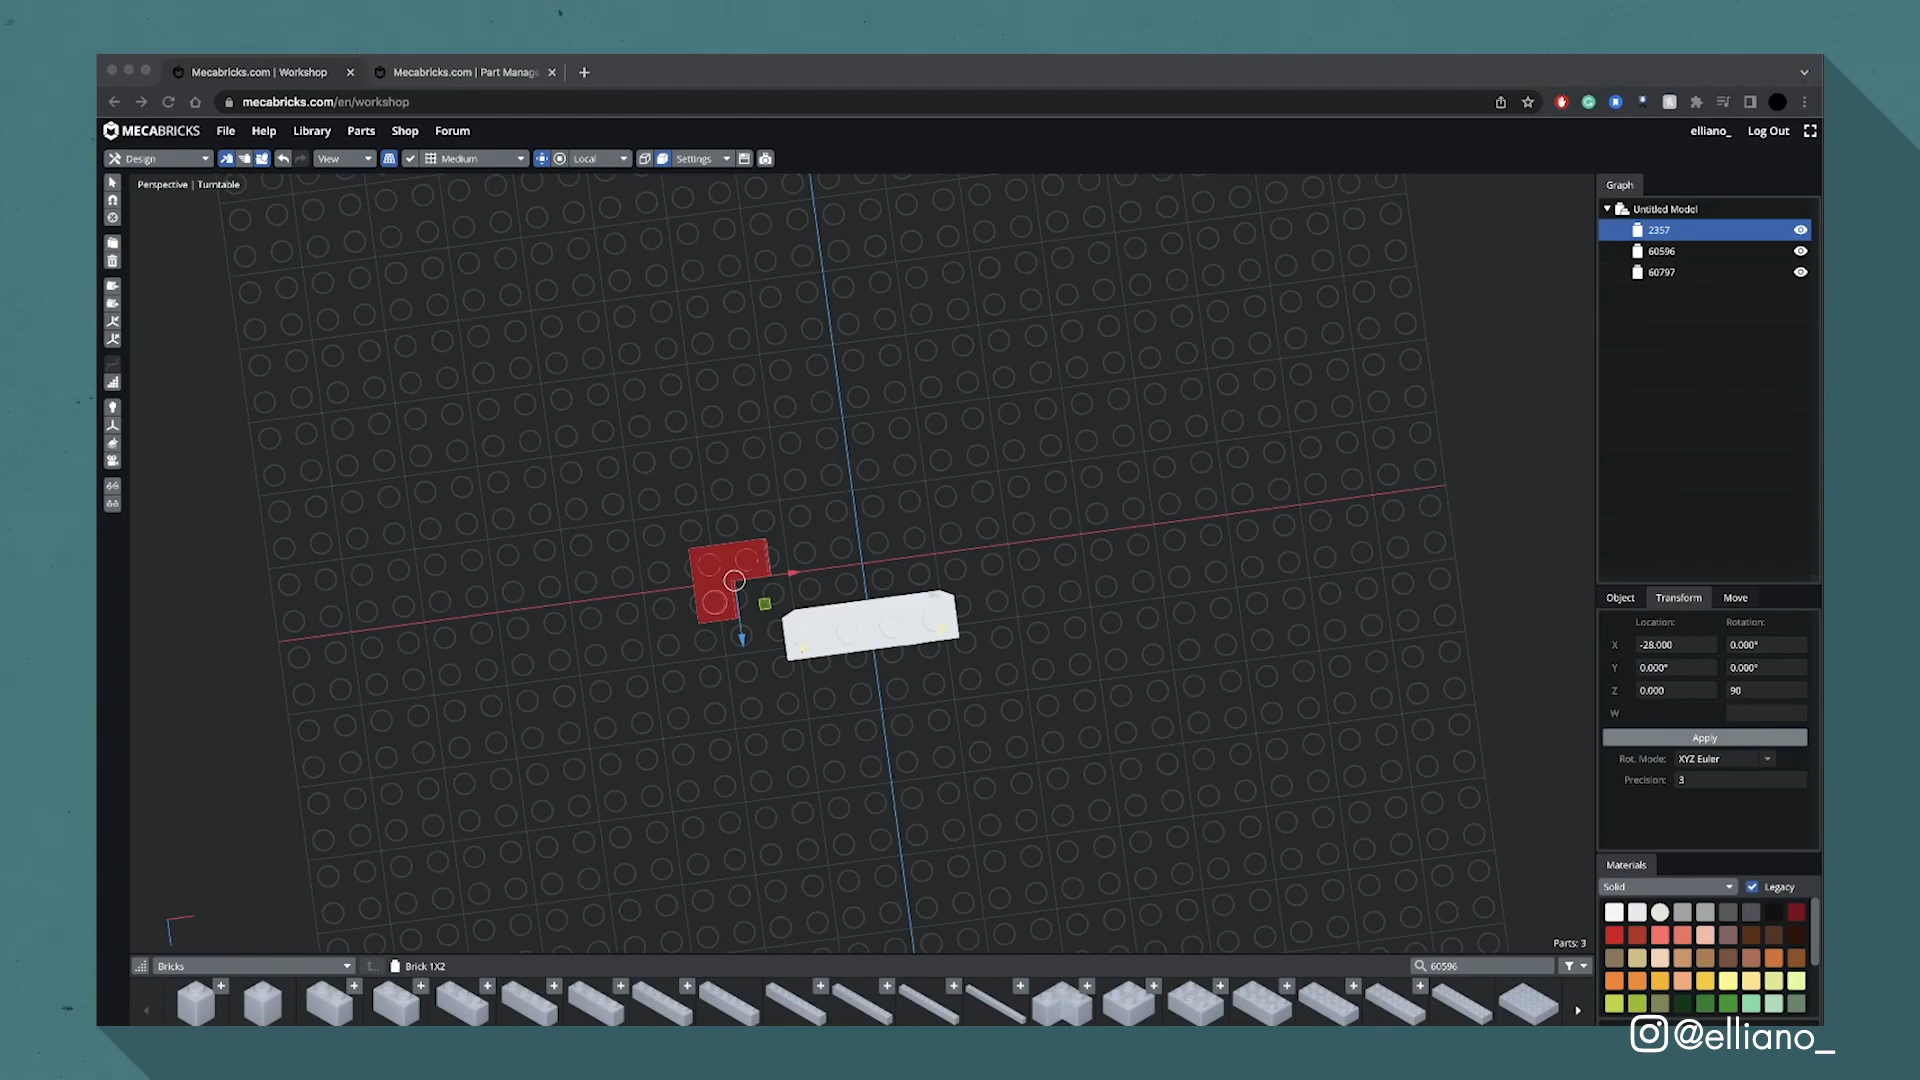 Mecabricks.com | Workshop
Mecabricks.com | Part Manag
mecabricks.com/en/workshop
MECABRICKS File Help Library Parts Shop Forum
elliano_ Log Out
Design View Medium Local Settings
Perspective | Turntable
Graph
Untitled Model
2357
60596
60797
Object Transform Move
Location: Rotation:
X -28.000 0.000°
Y 0.000° 0.000°
Z 0.000 90
W
Apply
Rot. Mode: XYZ Euler
Precision: 3
Materials
Solid Legacy
Parts: 3
Bricks Brick 1X2 60596
@elliano_